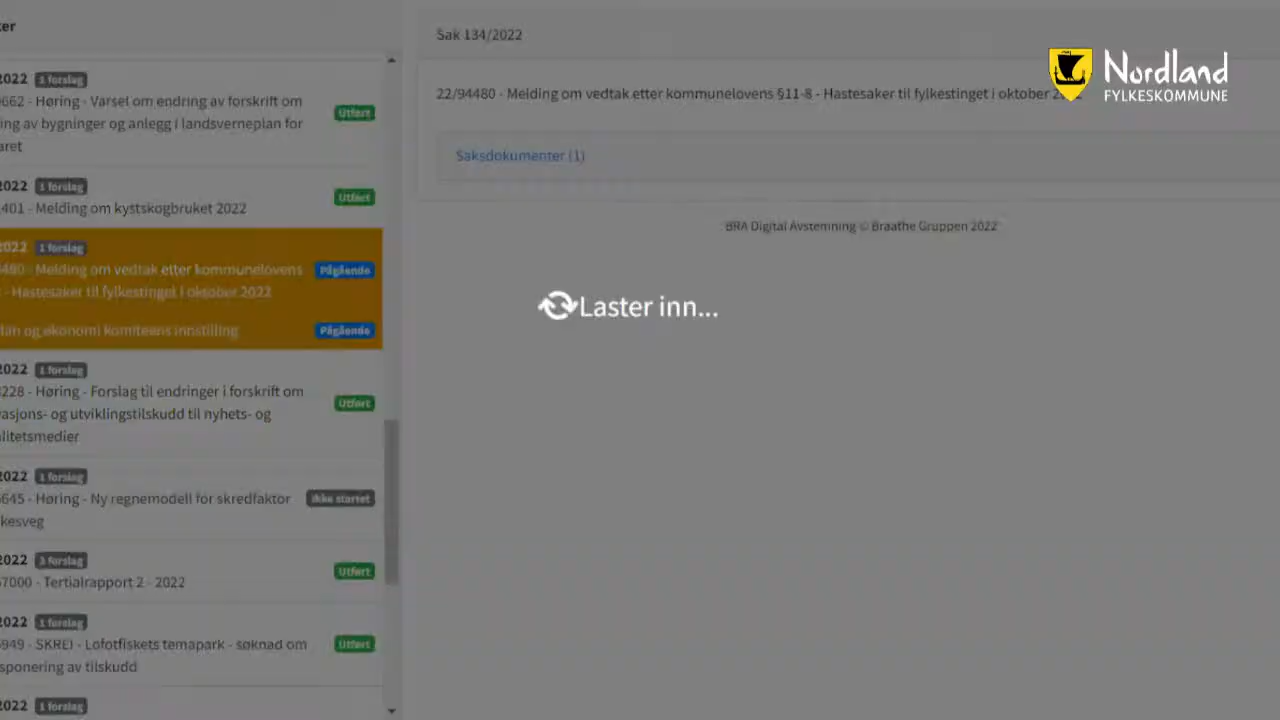 ter
2022 1 forslag
662 - Høring - Varsel om endring av forskrift om
ing av bygninger og anlegg i landsverneplan for
aret
Utført
2022 1 forslag
401 - Melding om kystskogbruket 2022
Utført
2022 1 forslag
480 - Melding om vedtak etter kommunelovens
- Hastesaker til fylkestinget i oktober 2022
Pågående
lan og økonomi komiteens innstilling
Pågående
2022 1 forslag
228 - Høring - Forslag til endringer i forskrift om
vasjons- og utviklingstilskudd til nyhets- og
litetsmedier
Utført
2022 1 forslag
645 - Høring - Ny regnemodell for skredfaktor
kesveg
Ikke startet
2022 3 forslag
7000 - Tertialrapport 2 - 2022
Utført
2022 1 forslag
949 - SKREI - Lofotfiskets temapark - søknad om
sponering av tilskudd
Utført
2022 1 forslag
Sak 134/2022
22/94480 - Melding om vedtak etter kommunelovens §11-8 - Hastesaker til fylkestinget i oktober 2022
Saksdokumenter (1)
BRA Digital Avstemning © Braathe Gruppen 2022
Laster inn...
Nordland
FYLKESKOMMUNE